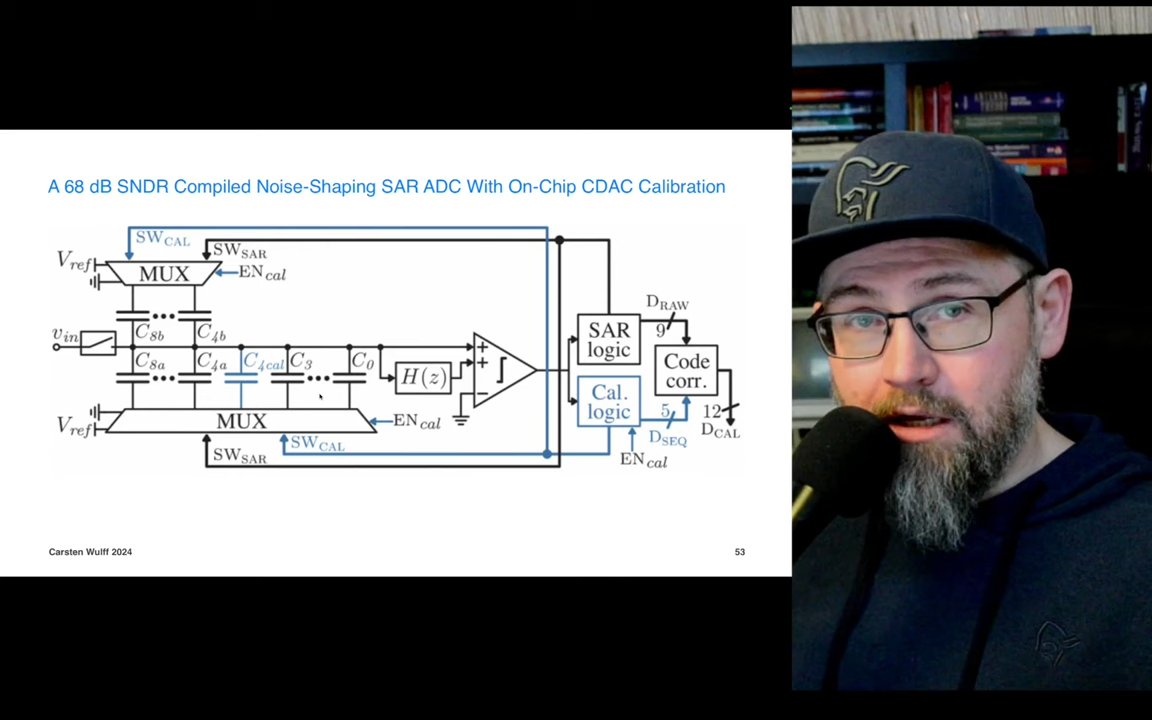 A 68 dB SNDR Compiled Noise-Shaping SAR ADC With On-Chip CDAC Calibration
SW_CAL
SW_SAR
V_ref
MUX
EN_cal
C_8b
C_4b
v_in
C_8a
C_4a
C_4cal
C_3
C_0
H(z)
+
+
−
V_ref
MUX
EN_cal
SW_CAL
SW_SAR
SAR
logic
D_RAW
9
Code
corr.
Cal.
logic
5
D_SEQ
12
D_CAL
EN_cal
Carsten Wulff 2024
53
ANTENNA
THEORY